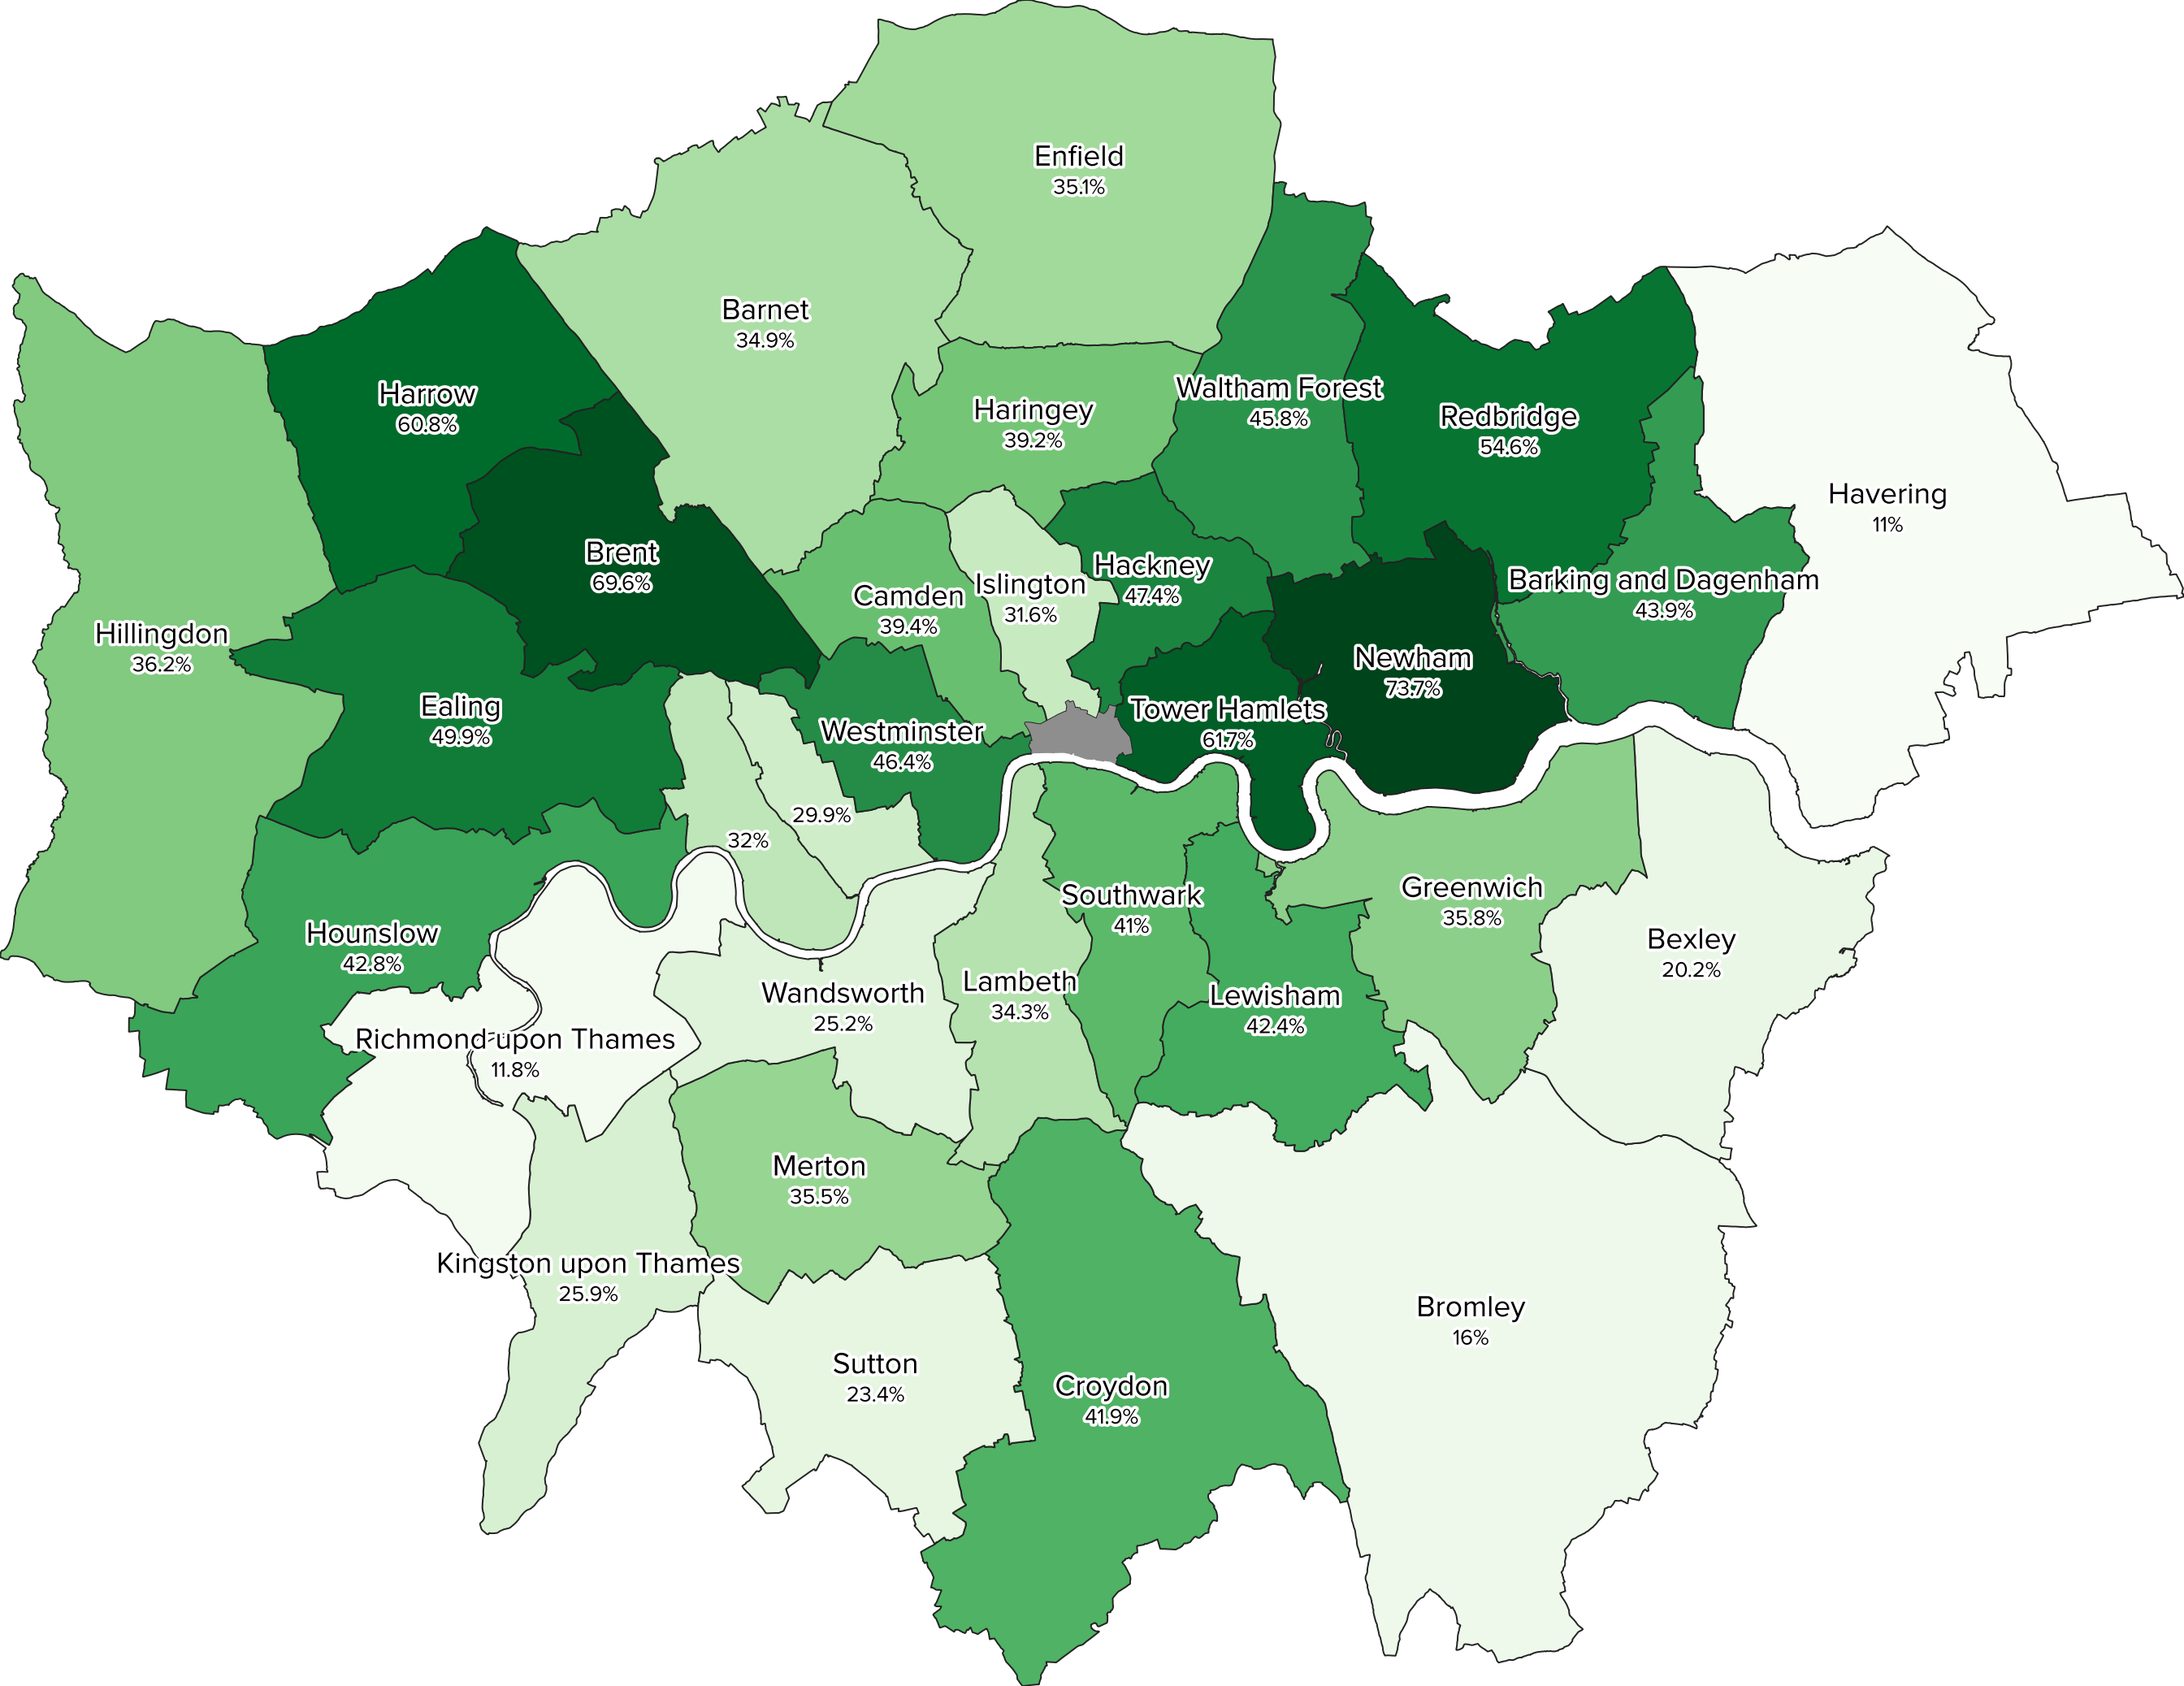 Enfield
35.1%
Barnet
34.9%
Harrow
60.8%
Haringey
39.2%
Waltham Forest
45.8%
Redbridge
54.6%
Havering
11%
Brent
69.6%
Hackney
47.4%
Islington
31.6%
Camden
39.4%
Barking and Dagenham
43.9%
Hillingdon
36.2%
Newham
73.7%
Ealing
49.9%
Tower Hamlets
61.7%
Westminster
46.4%
29.9%
32%
Southwark
41%
Greenwich
35.8%
Hounslow
42.8%
Bexley
20.2%
Lambeth
34.3%
Wandsworth
25.2%
Lewisham
42.4%
Richmond upon Thames
11.8%
Merton
35.5%
Kingston upon Thames
25.9%
Bromley
16%
Sutton
23.4%
Croydon
41.9%